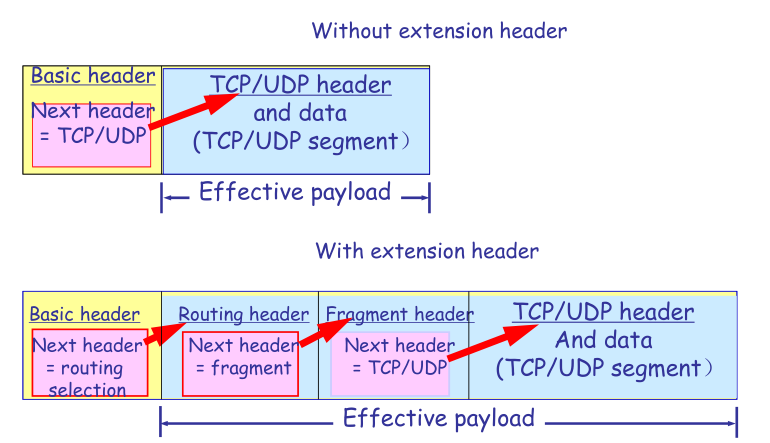 Without extension header
Basic header
Next header
= TCP/UDP
TCP/UDP header
and data
(TCP/UDP segment）
Effective payload
With extension header
Basic header
Next header
= routing
selection
Routing header
Next header
= fragment
Fragment header
Next header
= TCP/UDP
TCP/UDP header
And data
(TCP/UDP segment）
Effective payload